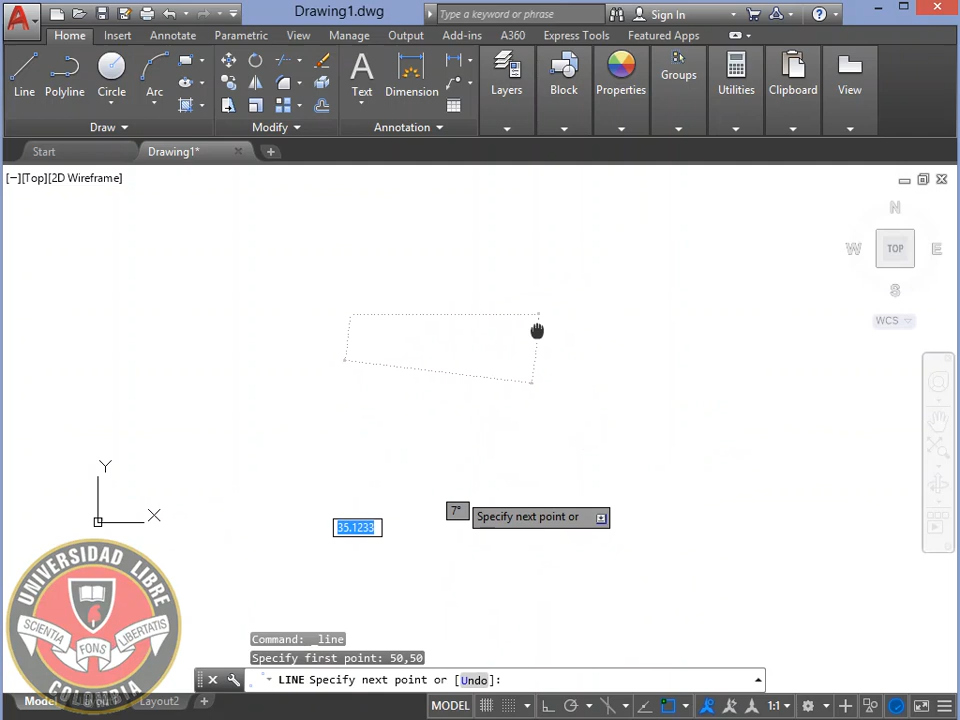 Drawing1.dwg
Type a keyword or phrase
Sign In
Home Insert Annotate Parametric View Manage Output Add-ins A360 Express Tools Featured Apps
Line Polyline Circle Arc
Text Dimension
Layers Block Properties Groups Utilities Clipboard View
Draw Modify Annotation
Start Drawing1*
[−][Top][2D Wireframe]
N
W TOP E
S
WCS
Y
X
7° Specify next point or
35.1233
UNIVERSIDAD LIBRE
SCIENTIA FONS LIBERTATIS
COLOMBIA
Command: _line
Specify first point: 50,50
LINE Specify next point or [Undo]:
Model Layout2
MODEL 1:1